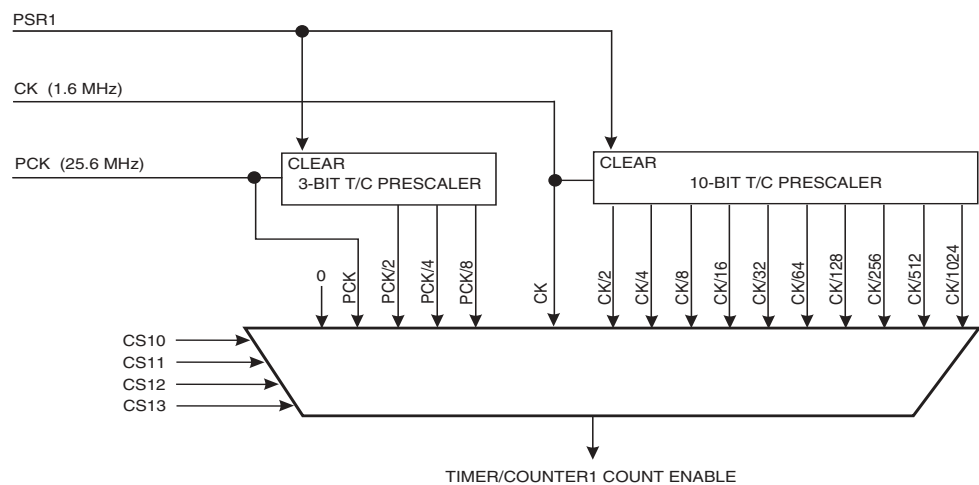 PSR1
CK (1.6 MHz)
PCK (25.6 MHz)
CLEAR
3-BIT T/C PRESCALER
CLEAR
10-BIT T/C PRESCALER
0
PCK
PCK/2
PCK/4
PCK/8
CK
CK/2
CK/4
CK/8
CK/16
CK/32
CK/64
CK/128
CK/256
CK/512
CK/1024
CS10
CS11
CS12
CS13
TIMER/COUNTER1 COUNT ENABLE